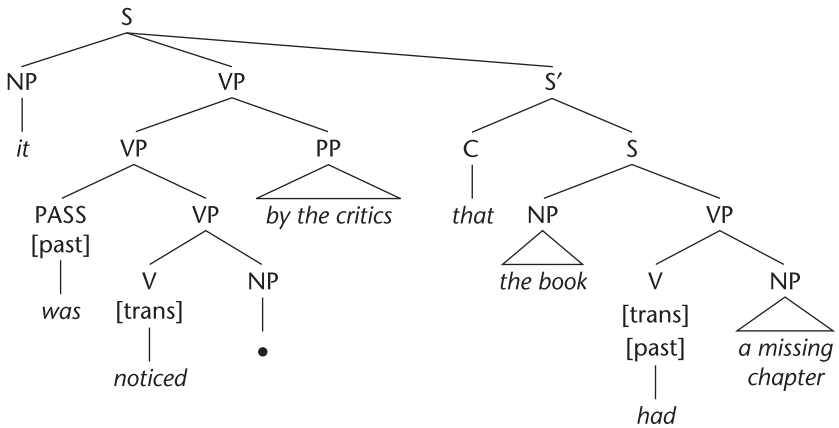 S
NP VP S′
it VP PP C S
PASS VP by the critics that NP VP
[past]
was V NP the book V NP
[trans] [trans]
noticed • [past] a missing
had chapter